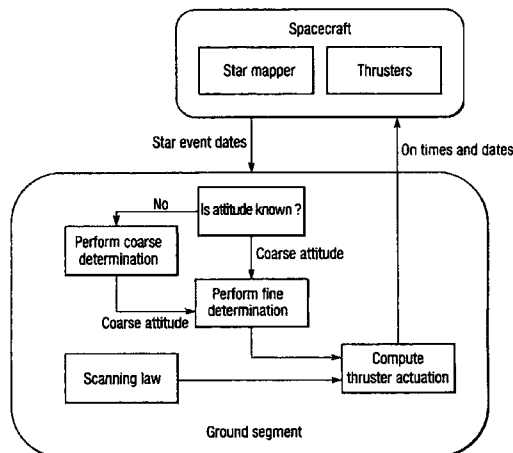 Spacecraft
Star mapper
Thrusters
Star event dates
On times and dates
No
Is attitude known ?
Perform coarse
determination
Coarse attitude
Perform fine
determination
Coarse attitude
Compute
thruster actuation
Scanning law
Ground segment